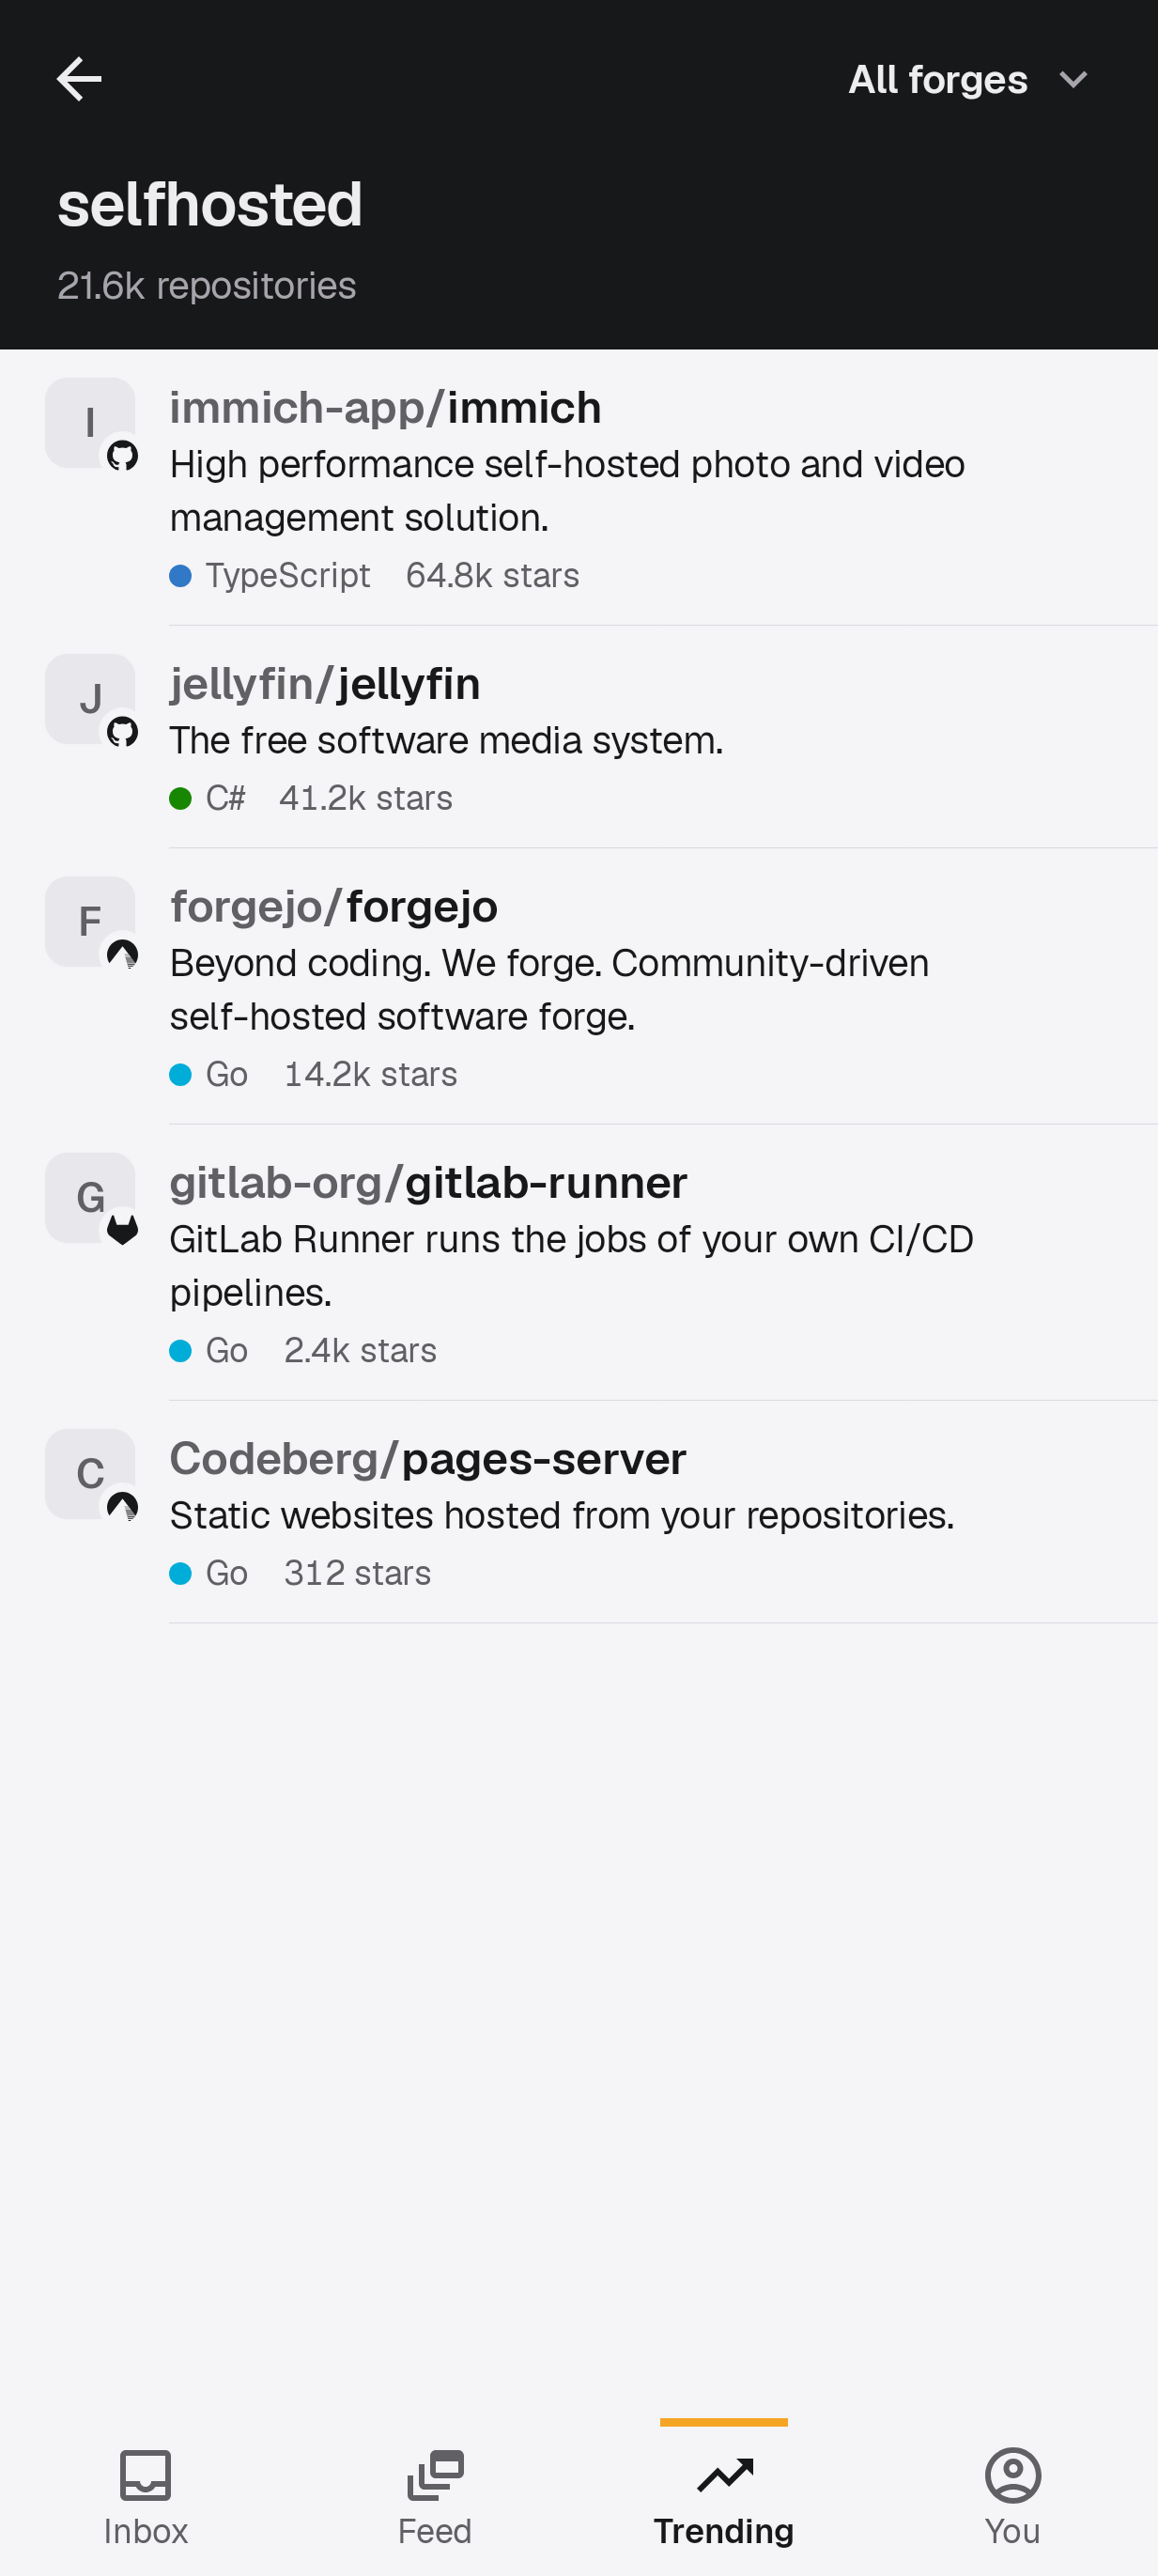 All forges
selfhosted
21.6k repositories
I
immich-app/immich
High performance self-hosted photo and video
management solution.
TypeScript 64.8k stars
J
jellyfin/jellyfin
The free software media system.
C# 41.2k stars
F
forgejo/forgejo
Beyond coding. We forge. Community-driven
self-hosted software forge.
Go 14.2k stars
G
gitlab-org/gitlab-runner
GitLab Runner runs the jobs of your own CI/CD
pipelines.
Go 2.4k stars
C
Codeberg/pages-server
Static websites hosted from your repositories.
Go 312 stars
Inbox Feed Trending You